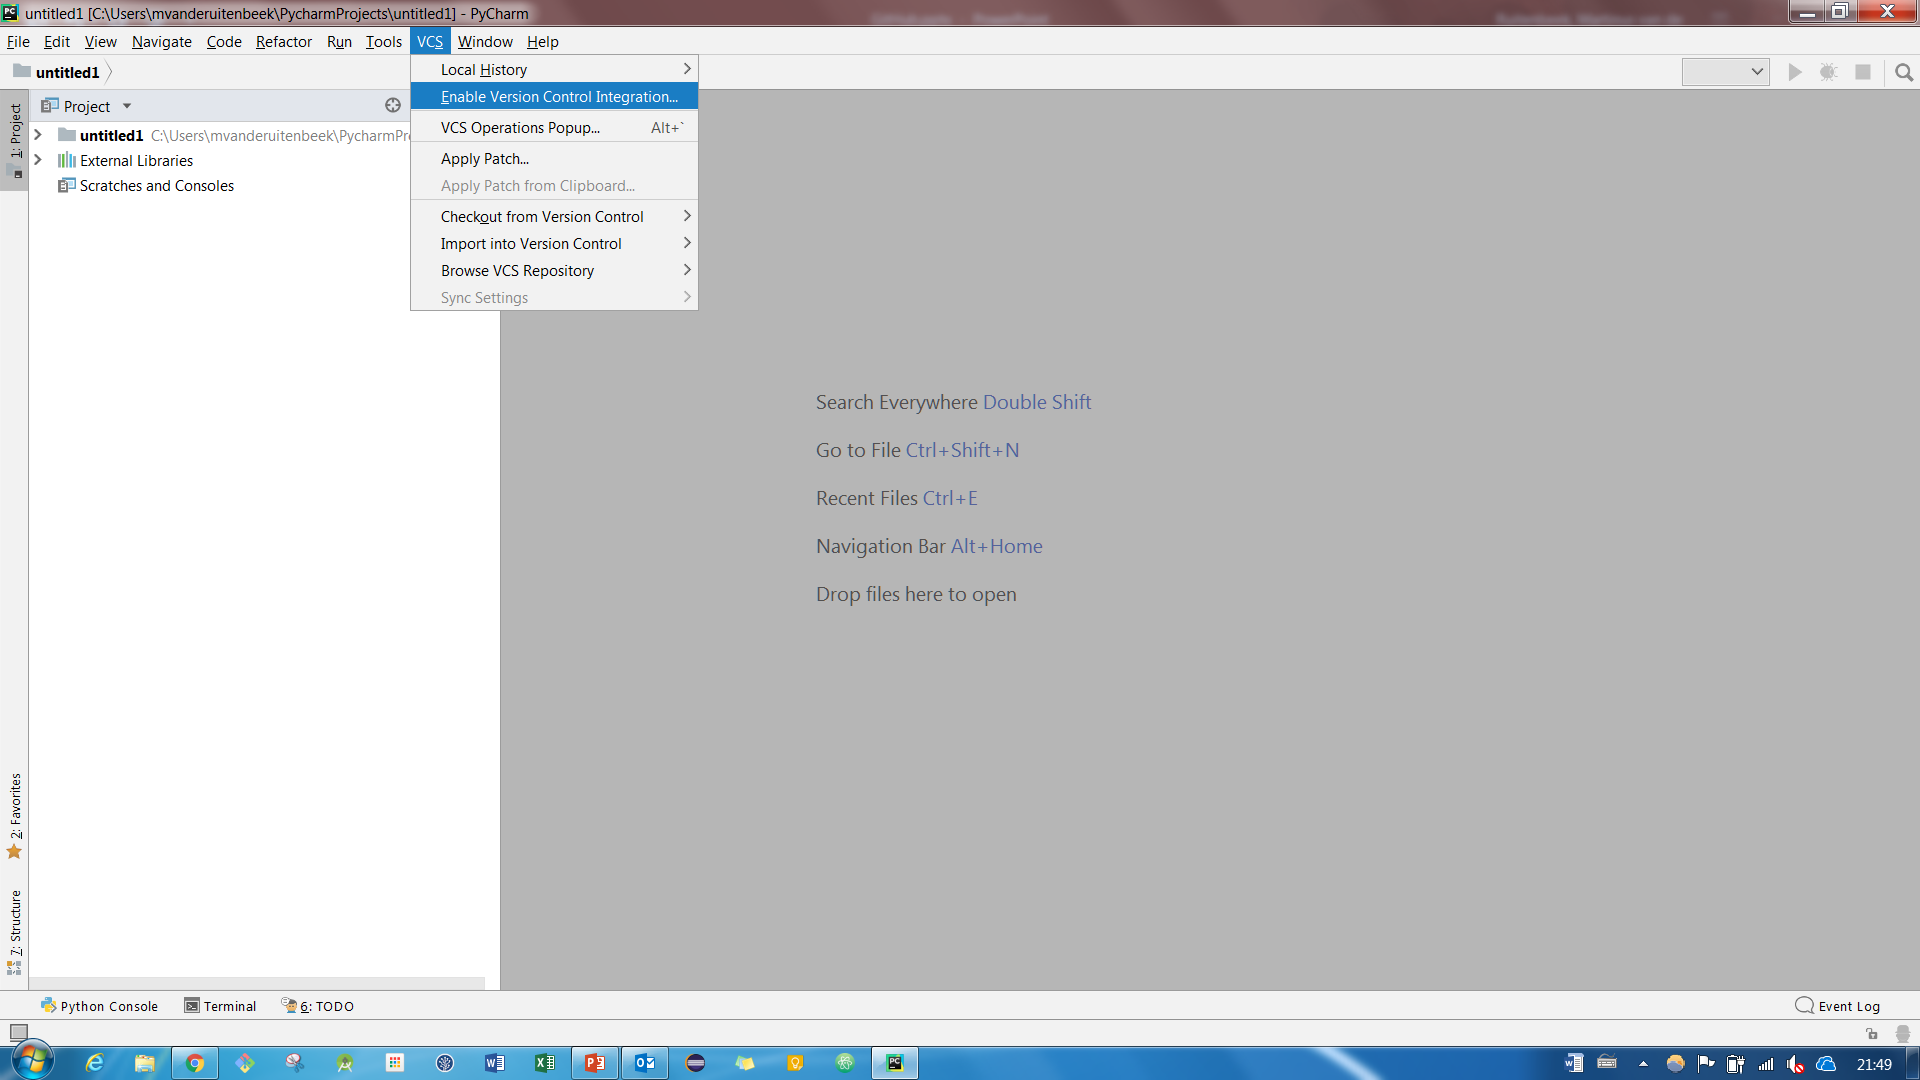 untitled1 [C:\Users\mvanderuitenbeek\PycharmProjects\untitled1] - PyCharm
File Edit View Navigate Code Refactor Run Tools VCS Window Help
untitled1
Project
untitled1 C:\Users\mvanderuitenbeek\PycharmPr
External Libraries
Scratches and Consoles
Local History
Enable Version Control Integration...
VCS Operations Popup... Alt+`
Apply Patch...
Apply Patch from Clipboard...
Checkout from Version Control
Import into Version Control
Browse VCS Repository
Sync Settings
Search Everywhere Double Shift
Go to File Ctrl+Shift+N
Recent Files Ctrl+E
Navigation Bar Alt+Home
Drop files here to open
1: Project
2: Favorites
7: Structure
Python Console Terminal 6: TODO Event Log
21:49